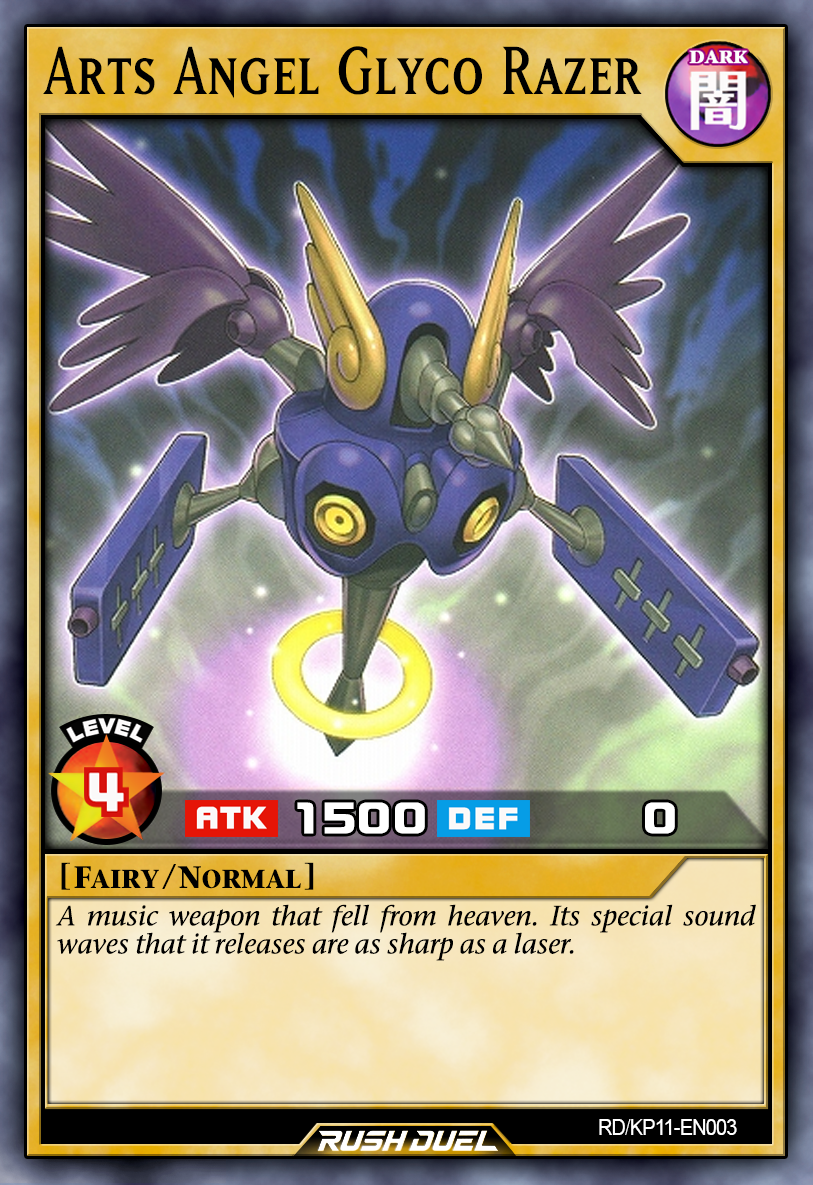 Arts Angel Glyco Razer
DARK
闇
LEVEL
4
ATK 1500 DEF 0
[Fairy/Normal]
A music weapon that fell from heaven. Its special sound
waves that it releases are as sharp as a laser.
RD/KP11-EN003
RUSH DUEL